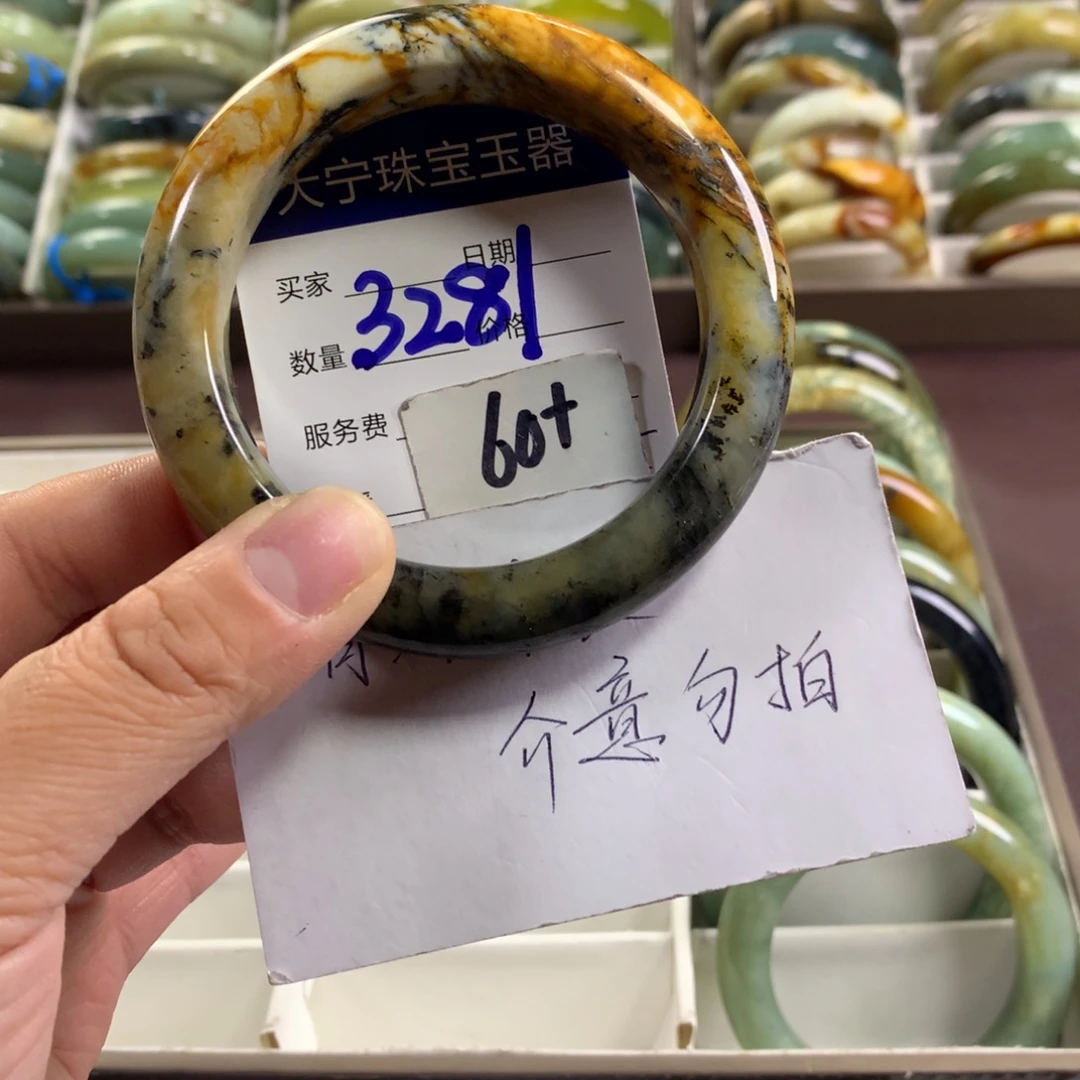 大宁珠宝玉器
日期
买家
3281
价格
数量
60+
服务费
介意勿拍